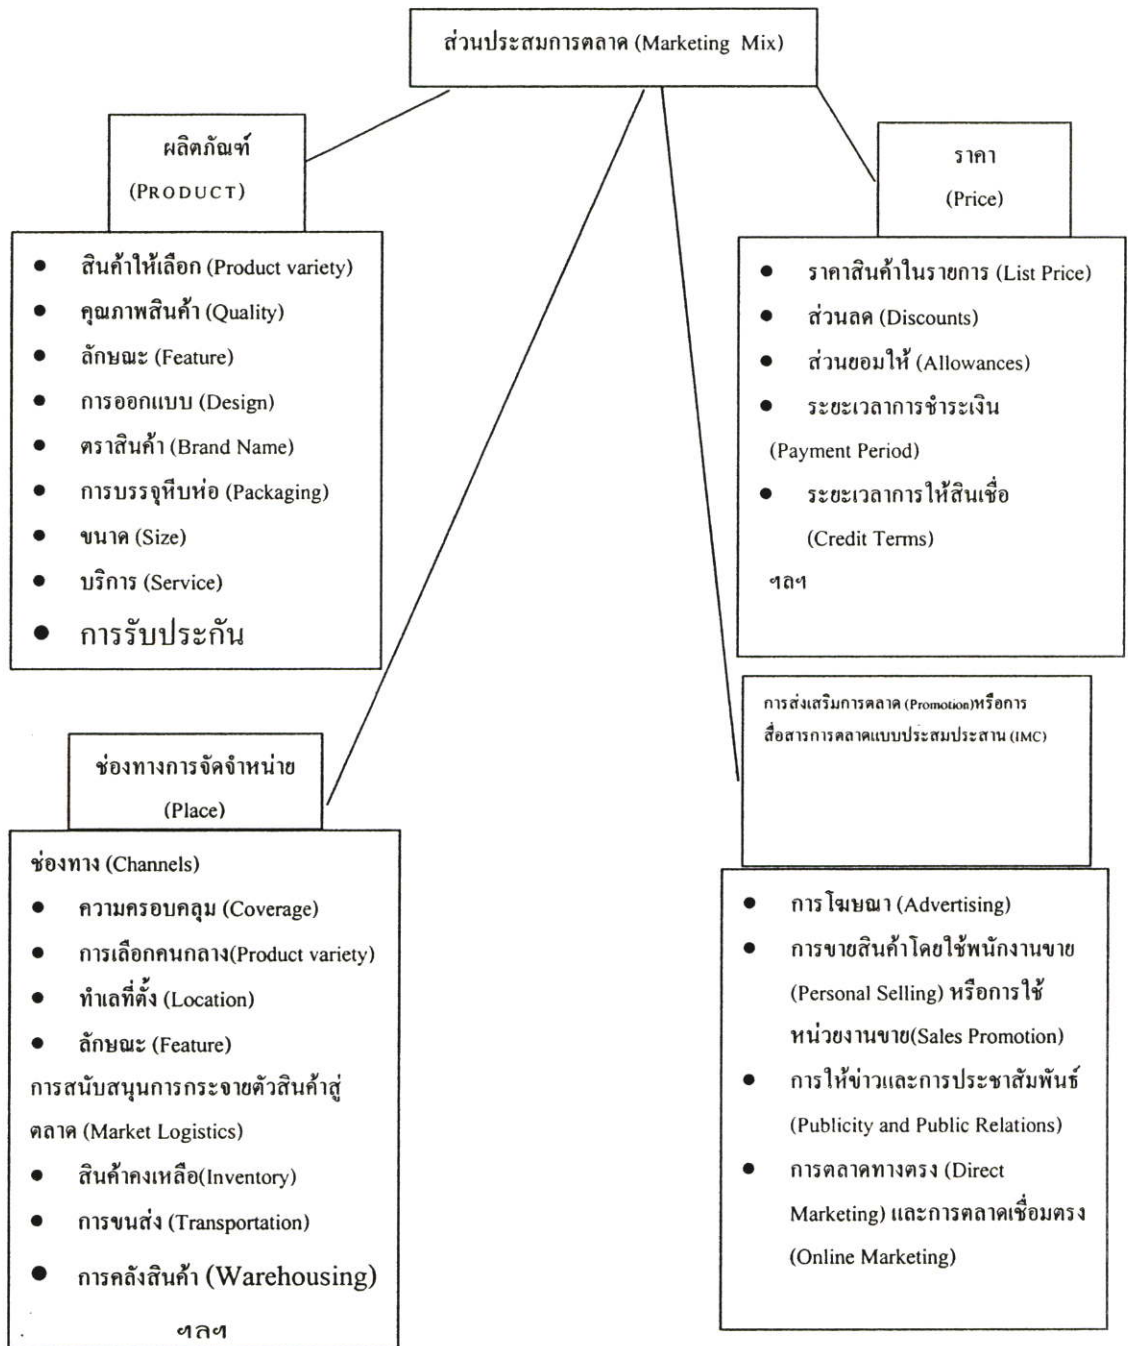 ส่วนประสมการตลาด (Marketing Mix)
ผลิตภัณฑ์
(PRODUCT)
● สินค้าให้เลือก (Product variety)
● คุณภาพสินค้า (Quality)
● ลักษณะ (Feature)
● การออกแบบ (Design)
● ตราสินค้า (Brand Name)
● การบรรจุหีบห่อ (Packaging)
● ขนาด (Size)
● บริการ (Service)
● การรับประกัน
ราคา
(Price)
● ราคาสินค้าในรายการ (List Price)
● ส่วนลด (Discounts)
● ส่วนยอมให้ (Allowances)
● ระยะเวลาการชำระเงิน
(Payment Period)
● ระยะเวลาการให้สินเชื่อ
(Credit Terms)
ฯลฯ
ช่องทางการจัดจำหน่าย
(Place)
ช่องทาง (Channels)
● ความครอบคลุม (Coverage)
● การเลือกคนกลาง(Product variety)
● ทำเลที่ตั้ง (Location)
● ลักษณะ (Feature)
การสนับสนุนการกระจายตัวสินค้าสู่
ตลาด (Market Logistics)
● สินค้าคงเหลือ(Inventory)
● การขนส่ง (Transportation)
● การคลังสินค้า (Warehousing)
ฯลฯ
การส่งเสริมการตลาด (Promotion)หรือการ
สื่อสารการตลาดแบบประสมประสาน (IMC)
● การโฆษณา (Advertising)
● การขายสินค้าโดยใช้พนักงานขาย
(Personal Selling) หรือการใช้
หน่วยงานขาย(Sales Promotion)
● การให้ข่าวและการประชาสัมพันธ์
(Publicity and Public Relations)
● การตลาดทางตรง (Direct
Marketing) และการตลาดเชื่อมตรง
(Online Marketing)